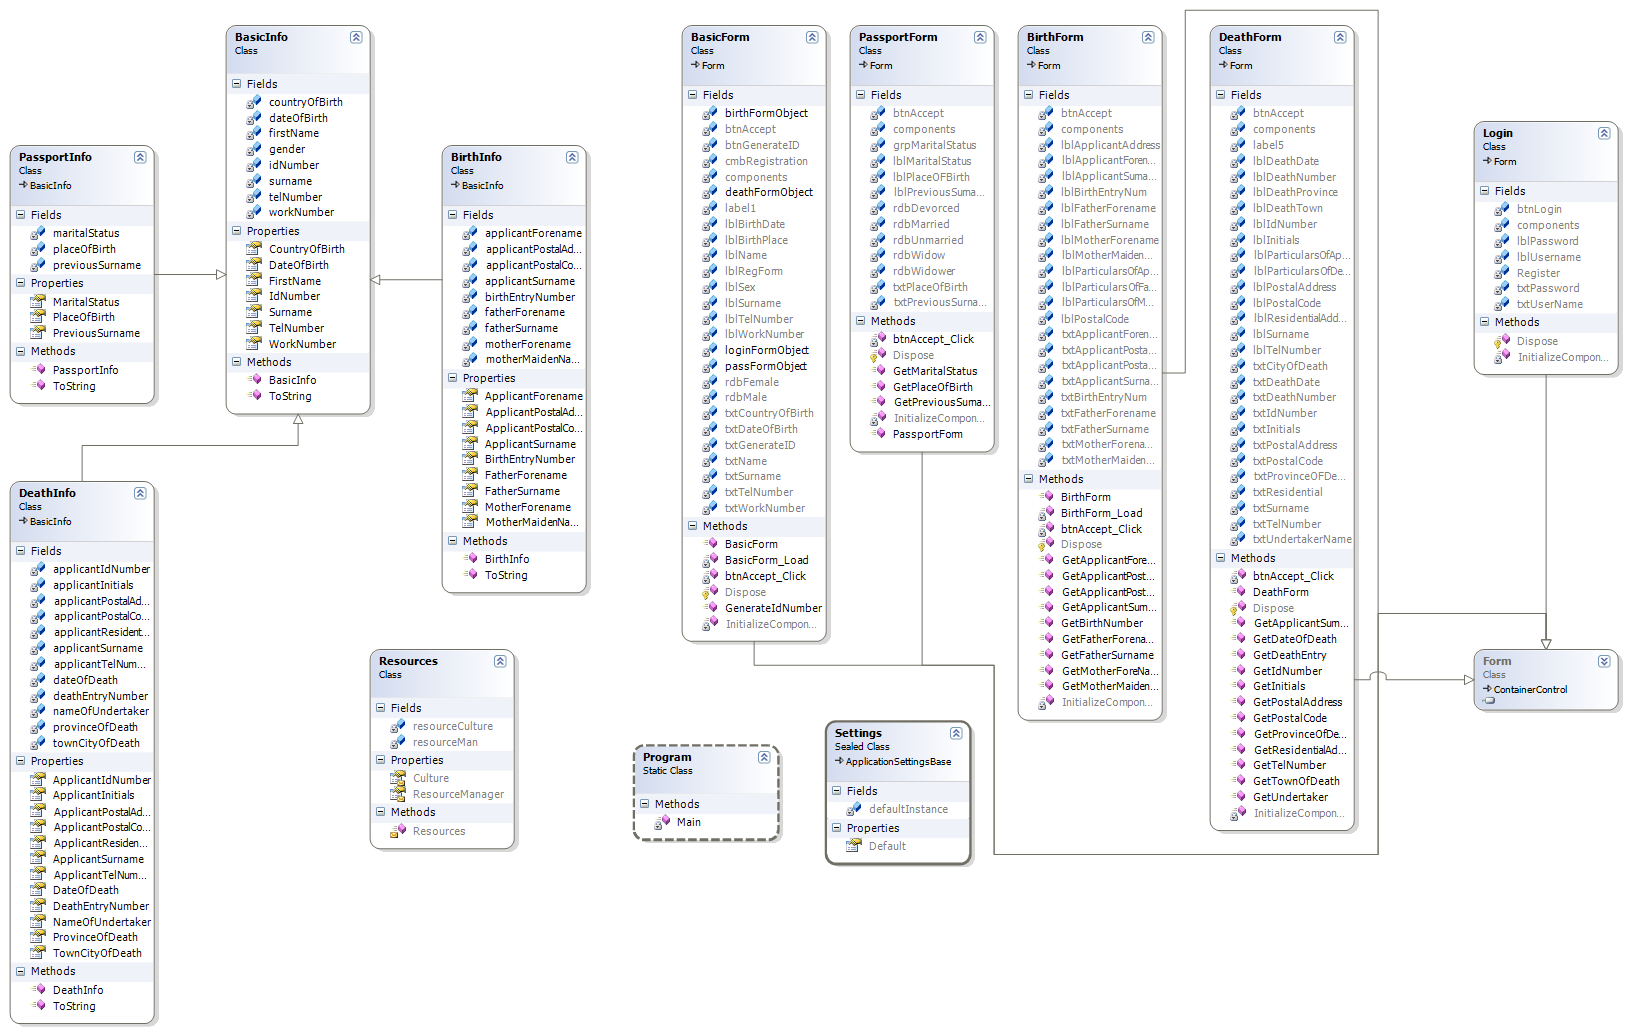 BasicInfo
Class
Fields
countryOfBirth
dateOfBirth
firstName
gender
idNumber
surname
telNumber
workNumber
Properties
CountryOfBirth
DateOfBirth
FirstName
IdNumber
Surname
TelNumber
WorkNumber
Methods
BasicInfo
ToString
PassportInfo
Class
BasicInfo
Fields
maritalStatus
placeOfBirth
previousSurname
Properties
MaritalStatus
PlaceOfBirth
PreviousSurname
Methods
PassportInfo
ToString
BirthInfo
Class
BasicInfo
Fields
applicantForename
applicantPostalAd...
applicantPostalCo...
applicantSurname
birthEntryNumber
fatherForename
fatherSurname
motherForename
motherMaidenNa...
Properties
ApplicantForename
ApplicantPostalAd...
ApplicantPostalCo...
ApplicantSurname
BirthEntryNumber
FatherForename
FatherSurname
MotherForename
MotherMaidenNa...
Methods
BirthInfo
ToString
DeathInfo
Class
BasicInfo
Fields
applicantIdNumber
applicantInitials
applicantPostalAd...
applicantPostalCo...
applicantResident...
applicantSurname
applicantTelNum...
dateOfDeath
deathEntryNumber
nameOfUndertaker
provinceOfDeath
townCityOfDeath
Properties
ApplicantIdNumber
ApplicantInitials
ApplicantPostalAd...
ApplicantPostalCo...
ApplicantResiden...
ApplicantSurname
ApplicantTelNum...
DateOfDeath
DeathEntryNumber
NameOfUndertaker
ProvinceOfDeath
TownCityOfDeath
Methods
DeathInfo
ToString
Resources
Class
Fields
resourceCulture
resourceMan
Properties
Culture
ResourceManager
Methods
Resources
BasicForm
Class
Form
Fields
birthFormObject
btnAccept
btnGenerateID
cmbRegistration
components
deathFormObject
label1
lblBirthDate
lblBirthPlace
lblName
lblRegForm
lblSex
lblSurname
lblTelNumber
lblWorkNumber
loginFormObject
passFormObject
rdbFemale
rdbMale
txtCountryOfBirth
txtDateOfBirth
txtGenerateID
txtName
txtSurname
txtTelNumber
txtWorkNumber
Methods
BasicForm
BasicForm_Load
btnAccept_Click
Dispose
GenerateIdNumber
InitializeCompon...
Program
Static Class
Methods
Main
PassportForm
Class
Form
Fields
btnAccept
components
grpMaritalStatus
lblMaritalStatus
lblPlaceOFBirth
lblPreviousSuma...
rdbDevorced
rdbMarried
rdbUnmarried
rdbWidow
rdbWidower
txtPlaceOfBirth
txtPreviousSurna...
Methods
btnAccept_Click
Dispose
GetMaritalStatus
GetPlaceOfBirth
GetPreviousSuma...
InitializeCompon...
PassportForm
Settings
Sealed Class
ApplicationSettingsBase
Fields
defaultInstance
Properties
Default
BirthForm
Class
Form
Fields
btnAccept
components
lblApplicantAddress
lblApplicantForen...
lblApplicantSuma...
lblBirthEntryNum
lblFatherForename
lblFatherSurname
lblMotherForename
lblMotherMaiden...
lblParticularsOfAp...
lblParticularsOfFa...
lblParticularsOfM...
lblPostalCode
txtApplicantForen...
txtApplicantPosta...
txtApplicantPosta...
txtApplicantSurna...
txtBirthEntryNum
txtFatherForename
txtFatherSurname
txtMotherForena...
txtMotherMaiden...
Methods
BirthForm
BirthForm_Load
btnAccept_Click
Dispose
GetApplicantFore...
GetApplicantPost...
GetApplicantPost...
GetApplicantSum...
GetBirthNumber
GetFatherForena...
GetFatherSurname
GetMotherForeNa...
GetMotherMaiden...
InitializeCompon...
DeathForm
Class
Form
Fields
btnAccept
components
label5
lblDeathDate
lblDeathNumber
lblDeathProvince
lblDeathTown
lblIdNumber
lblInitials
lblParticularsOfAp...
lblParticularsOfDe...
lblPostalAddress
lblPostalCode
lblResidentialAdd...
lblSurname
lblTelNumber
txtCityOfDeath
txtDeathDate
txtDeathNumber
txtIdNumber
txtInitials
txtPostalAddress
txtPostalCode
txtProvinceOfDe...
txtResidential
txtSurname
txtTelNumber
txtUndertakerName
Methods
btnAccept_Click
DeathForm
Dispose
GetApplicantSum...
GetDateOfDeath
GetDeathEntry
GetIdNumber
GetInitials
GetPostalAddress
GetPostalCode
GetProvinceOfDe...
GetResidentialAd...
GetTelNumber
GetTownOfDeath
GetUndertaker
InitializeCompon...
Login
Class
Form
Fields
btnLogin
components
lblPassword
lblUsername
Register
txtPassword
txtUserName
Methods
Dispose
InitializeCompon...
Form
Class
ContainerControl